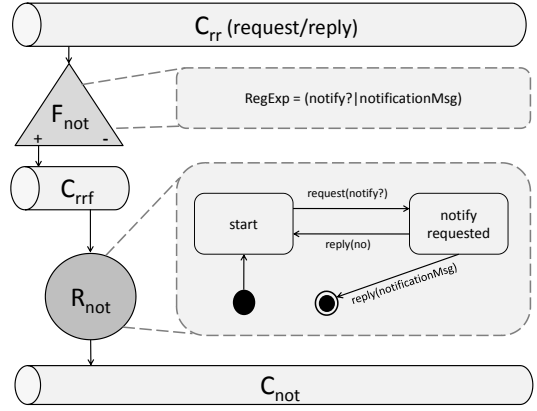 C_rr (request/reply)
F_not
+ -
RegExp = (notify?|notificationMsg)
C_rrf
request(notify?)
start
notify
requested
reply(no)
reply(notificationMsg)
R_not
C_not